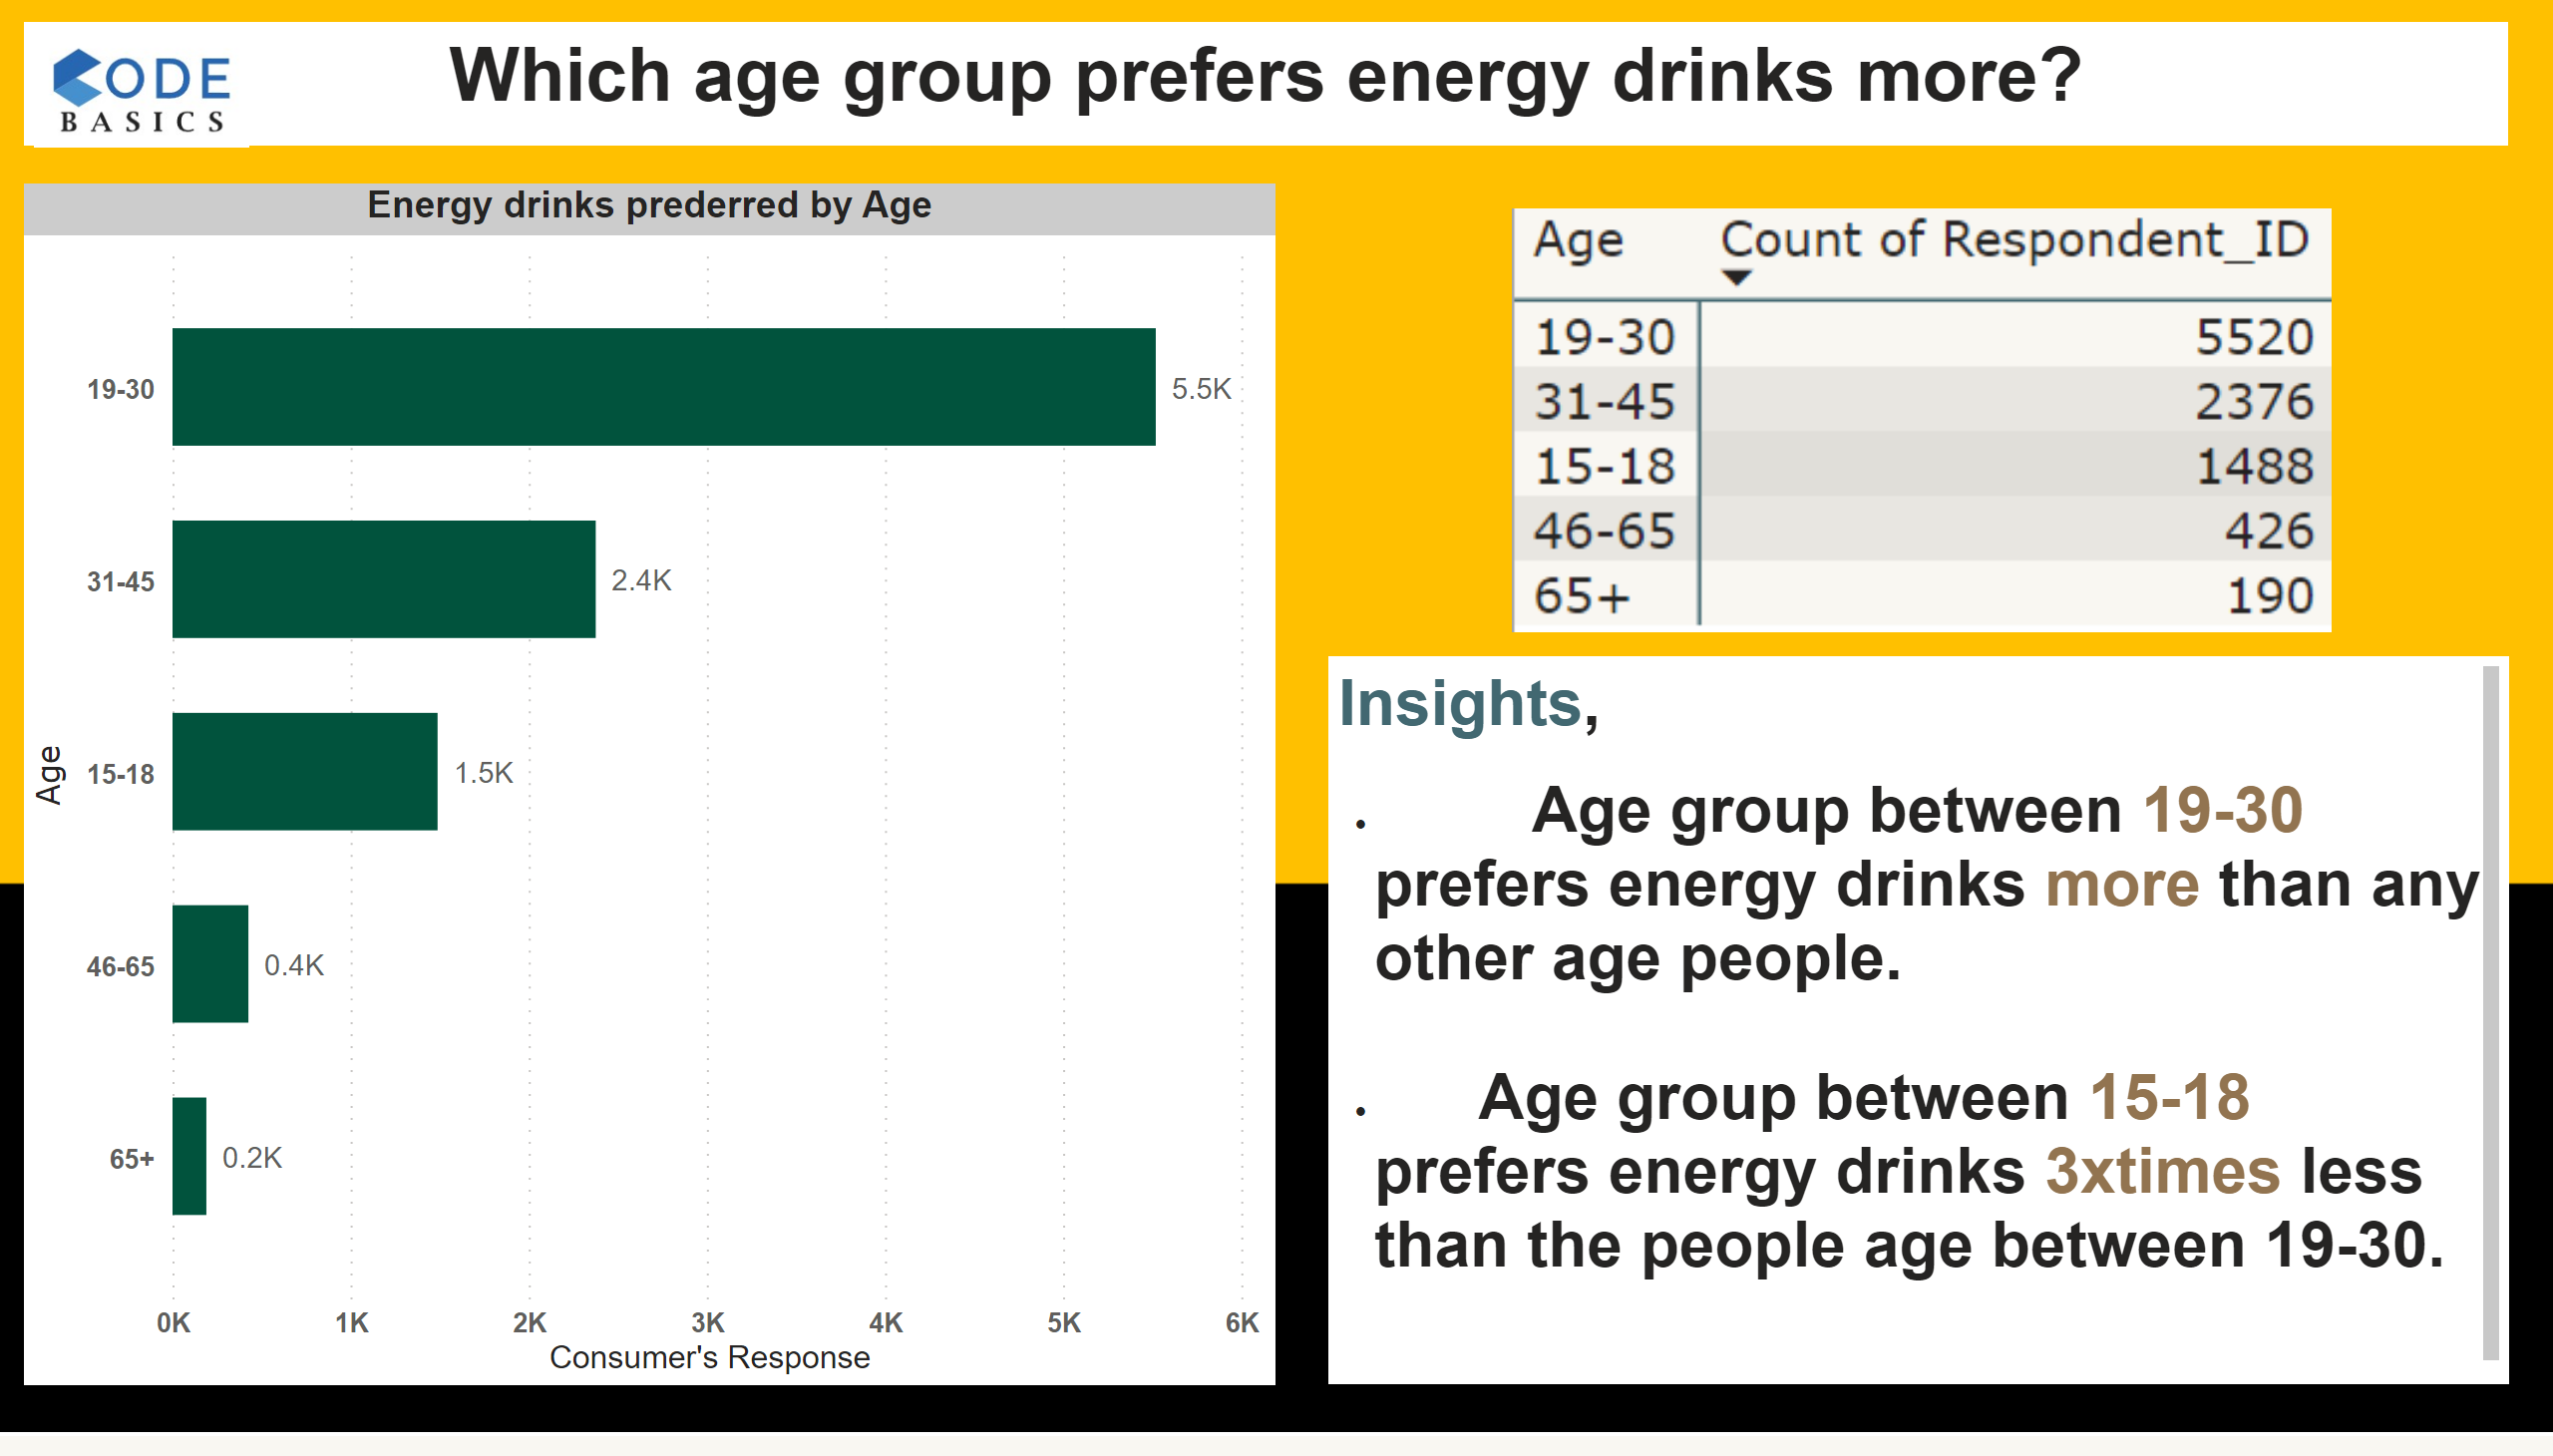 CODE
BASICS
Which age group prefers energy drinks more?
Energy drinks prederred by Age
19-30
5.5K
31-45
2.4K
Age
15-18
1.5K
46-65
0.4K
65+
0.2K
0K 1K 2K 3K 4K 5K 6K
Consumer's Response
Age Count of Respondent_ID
19-30 5520
31-45 2376
15-18 1488
46-65 426
65+ 190
Insights,
• Age group between 19-30
prefers energy drinks more than any
other age people.
• Age group between 15-18
prefers energy drinks 3xtimes less
than the people age between 19-30.